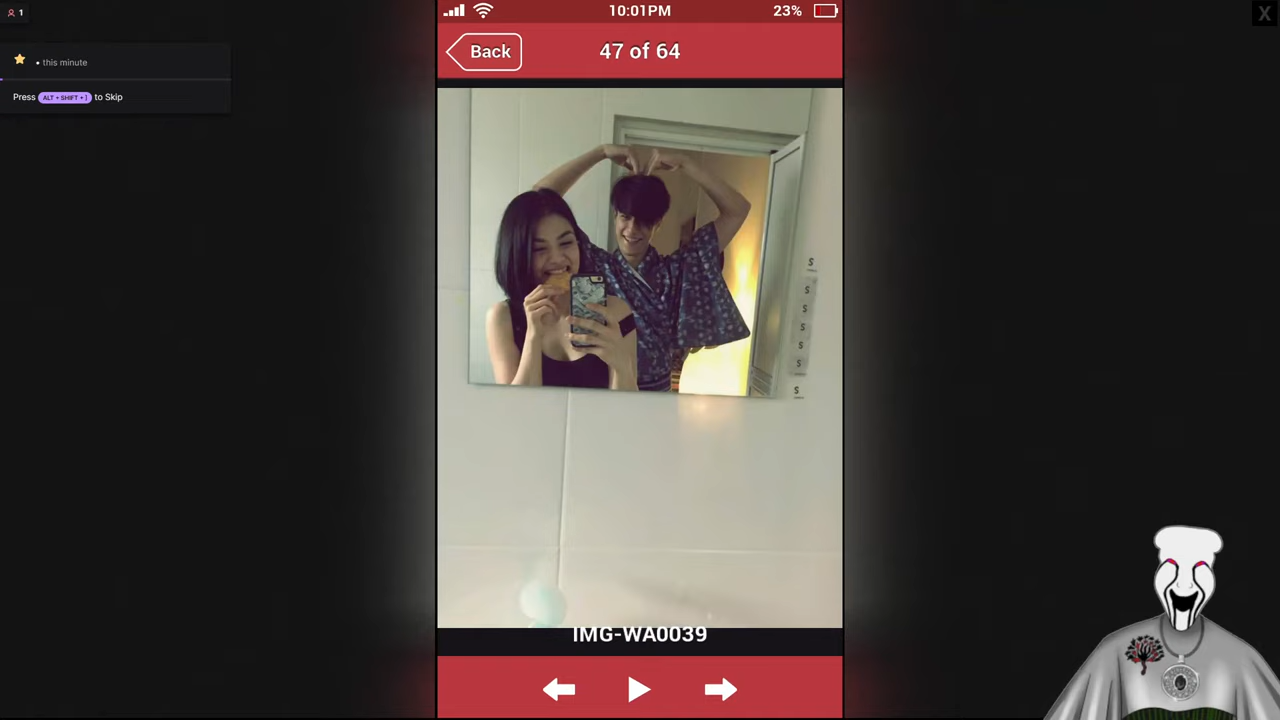 1
• this minute
Press ALT + SHIFT + ] to Skip
10:01PM
23%
X
Back
47 of 64
S
S
S
S
S
S
S
IMG-WA0039